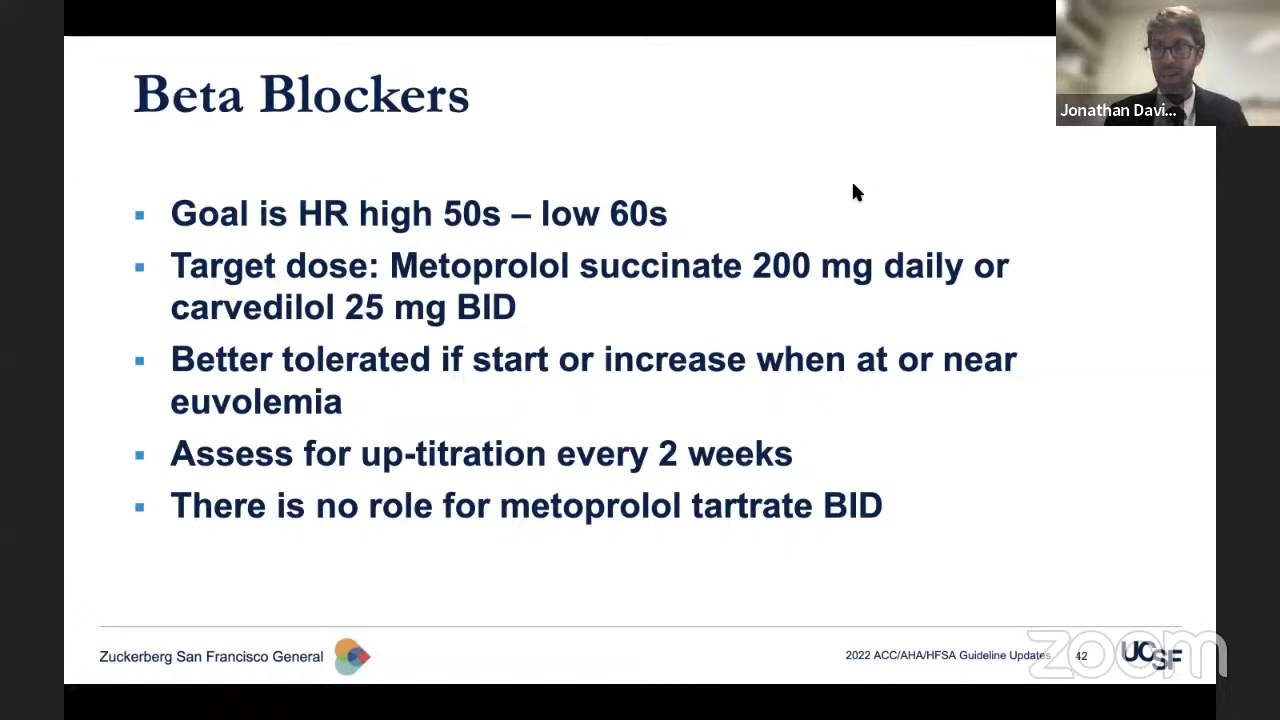 Beta Blockers
Jonathan Davi...
Goal is HR high 50s – low 60s
Target dose: Metoprolol succinate 200 mg daily or
carvedilol 25 mg BID
Better tolerated if start or increase when at or near
euvolemia
Assess for up-titration every 2 weeks
There is no role for metoprolol tartrate BID
Zuckerberg San Francisco General
2022 ACC/AHA/HFSA Guideline Updates
42
UCSF
zoom